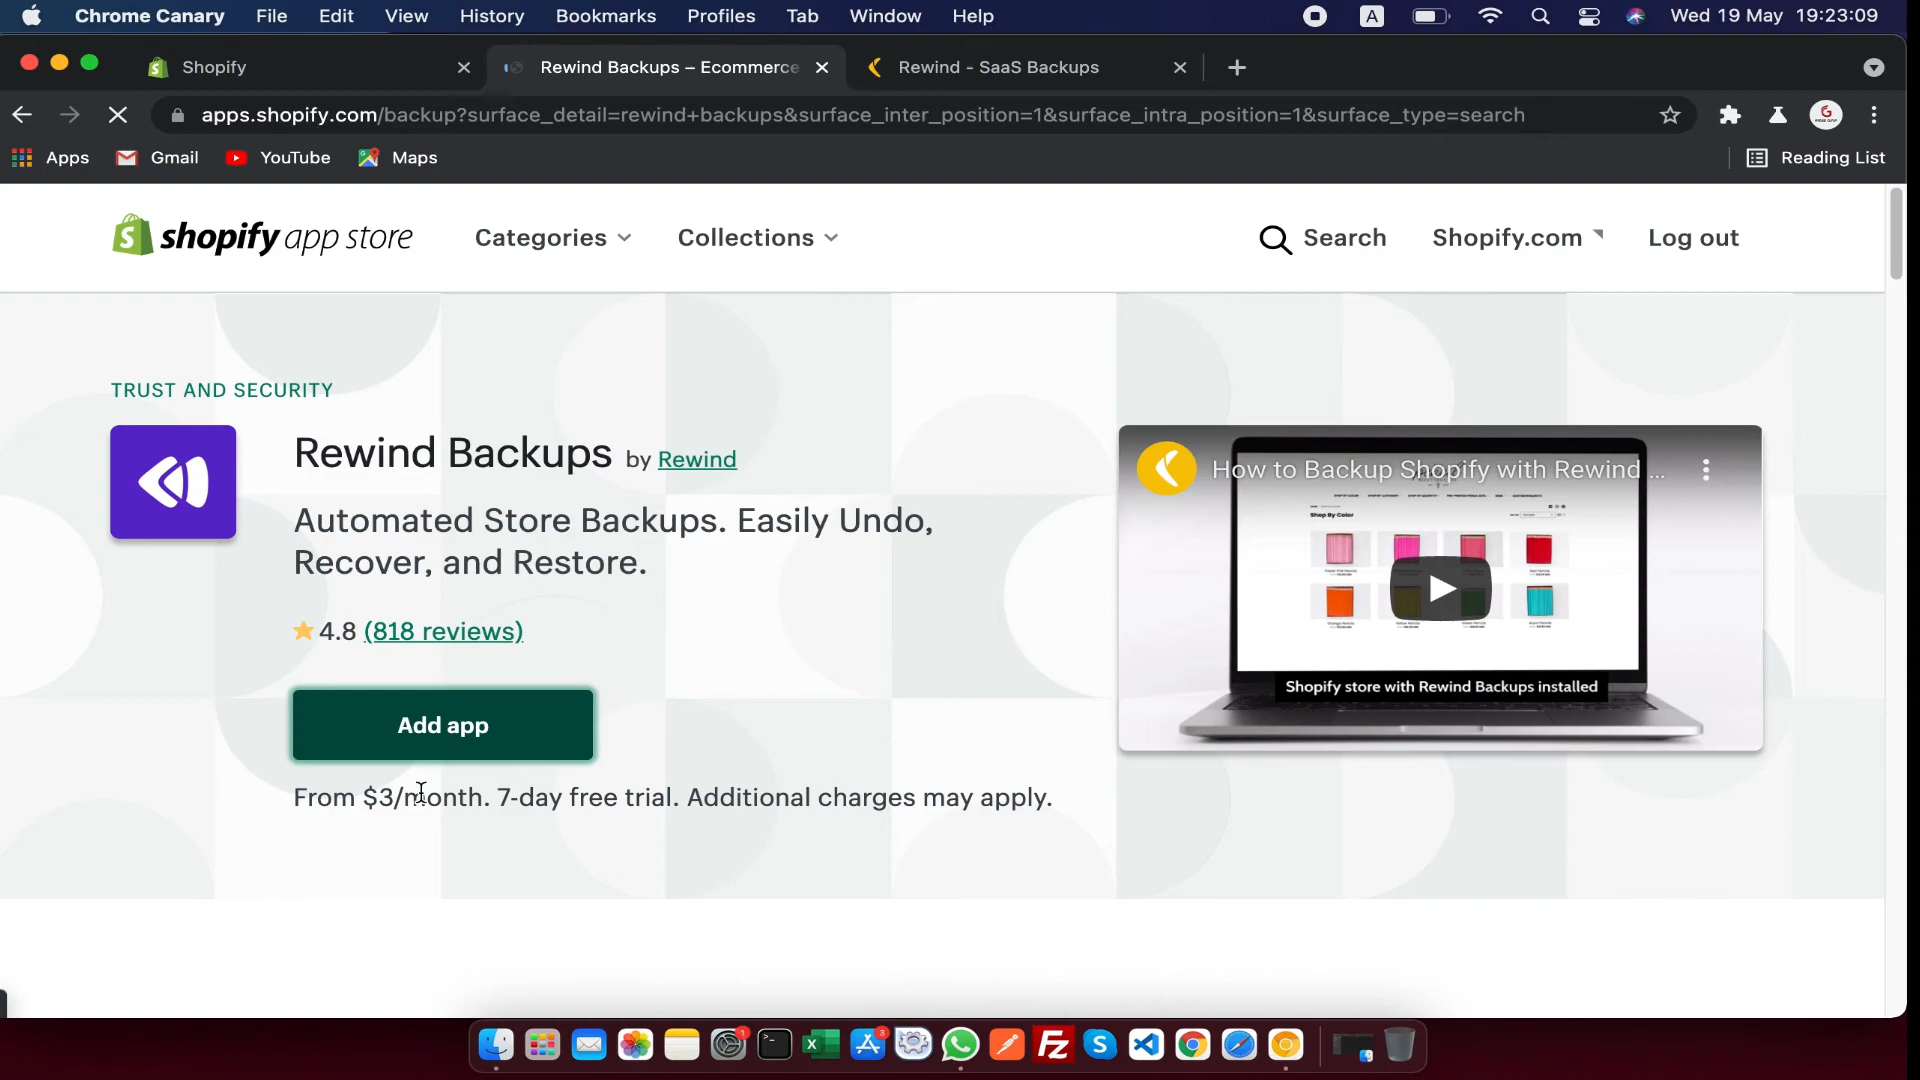 Chrome Canary File Edit View History Bookmarks Profiles Tab Window Help A Wed 19 May 19:23:09
Shopify Rewind Backups – Ecommerce Rewind - SaaS Backups
apps.shopify.com/backup?surface_detail=rewind+backups&surface_inter_position=1&surface_intra_position=1&surface_type=search
Apps Gmail YouTube Maps Reading List
shopify app store Categories Collections Search Shopify.com Log out
TRUST AND SECURITY
Rewind Backups by Rewind
How to Backup Shopify with Rewind ...
Shop By Color
Automated Store Backups. Easily Undo,
Recover, and Restore.
4.8 (818 reviews)
Shopify store with Rewind Backups installed
Add app
From $3/month. 7-day free trial. Additional charges may apply.
1 3